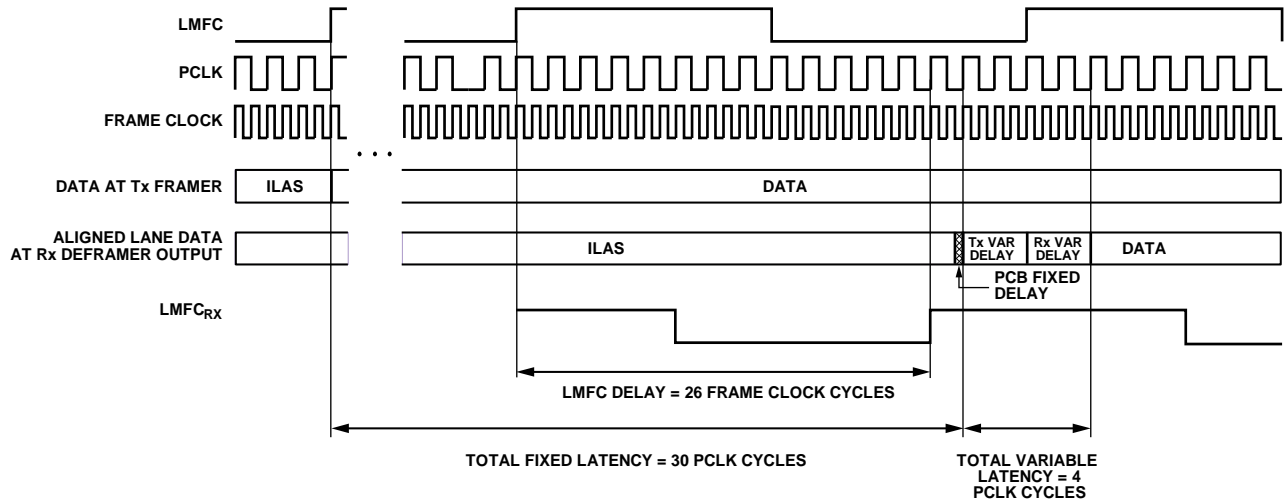 LMFC
PCLK
FRAME CLOCK
. . .
DATA AT Tx FRAMER
ILAS
DATA
ALIGNED LANE DATA
AT Rx DEFRAMER OUTPUT
ILAS
Tx VAR
DELAY
Rx VAR
DELAY
DATA
PCB FIXED
DELAY
LMFCRX
LMFC DELAY = 26 FRAME CLOCK CYCLES
TOTAL FIXED LATENCY = 30 PCLK CYCLES
TOTAL VARIABLE
LATENCY = 4
PCLK CYCLES